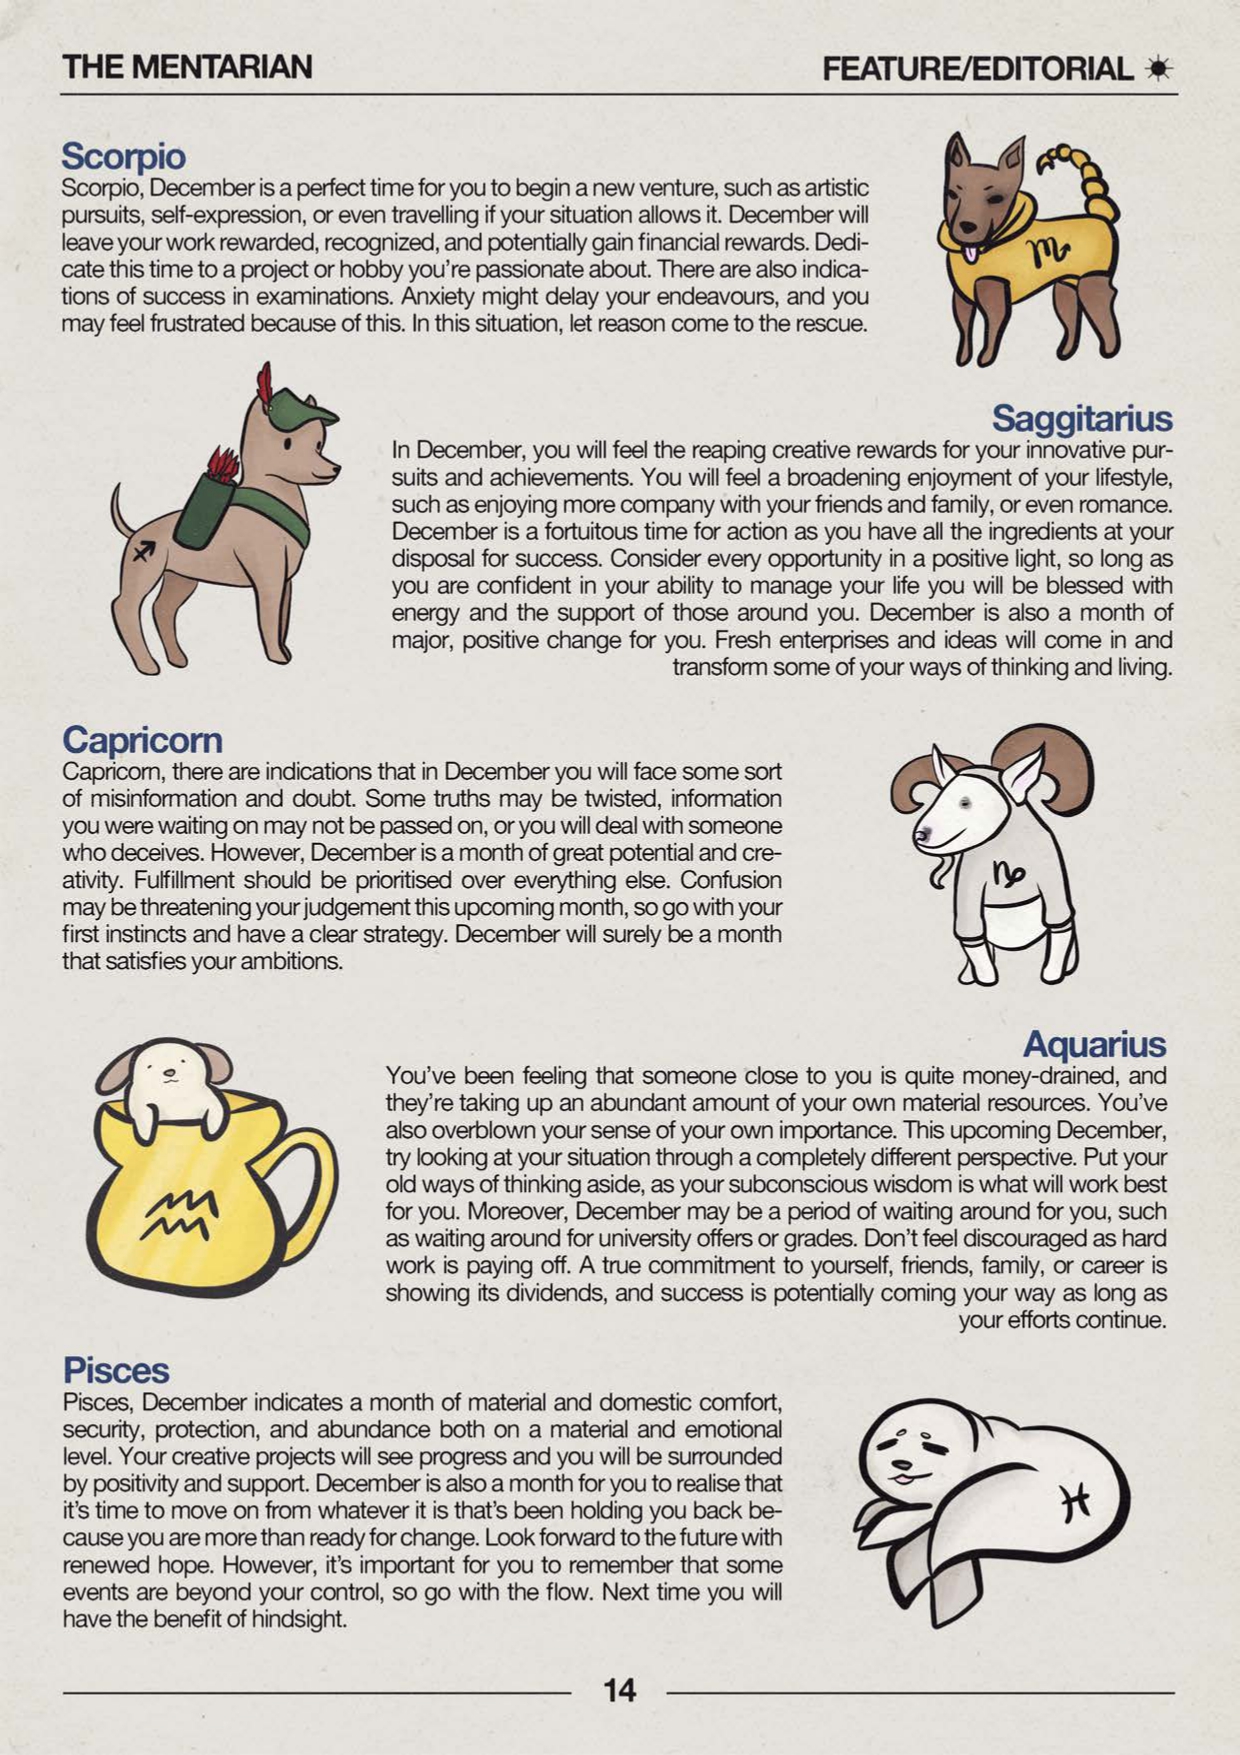 THE MENTARIAN
FEATURE/EDITORIAL
Scorpio
Scorpio, December is a perfect time for you to begin a new venture, such as artistic
pursuits, self-expression, or even travelling if your situation allows it. December will
leave your work rewarded, recognized, and potentially gain financial rewards. Dedi-
cate this time to a project or hobby you're passionate about. There are also indica-
tions of success in examinations. Anxiety might delay your endeavours, and you
may feel frustrated because of this. In this situation, let reason come to the rescue.
Saggitarius
In December, you will feel the reaping creative rewards for your innovative pur-
suits and achievements. You will feel a broadening enjoyment of your lifestyle,
such as enjoying more company with your friends and family, or even romance.
December is a fortuitous time for action as you have all the ingredients at your
disposal for success. Consider every opportunity in a positive light, so long as
you are confident in your ability to manage your life you will be blessed with
energy and the support of those around you. December is also a month of
major, positive change for you. Fresh enterprises and ideas will come in and
transform some of your ways of thinking and living.
Capricorn
Capricorn, there are indications that in December you will face some sort
of misinformation and doubt. Some truths may be twisted, information
you were waiting on may not be passed on, or you will deal with someone
who deceives. However, December is a month of great potential and cre-
ativity. Fulfillment should be prioritised over everything else. Confusion
may be threatening your judgement this upcoming month, so go with your
first instincts and have a clear strategy. December will surely be a month
that satisfies your ambitions.
Aquarius
You've been feeling that someone close to you is quite money-drained, and
they're taking up an abundant amount of your own material resources. You've
also overblown your sense of your own importance. This upcoming December,
try looking at your situation through a completely different perspective. Put your
old ways of thinking aside, as your subconscious wisdom is what will work best
for you. Moreover, December may be a period of waiting around for you, such
as waiting around for university offers or grades. Don't feel discouraged as hard
work is paying off. A true commitment to yourself, friends, family, or career is
showing its dividends, and success is potentially coming your way as long as
your efforts continue.
Pisces
Pisces, December indicates a month of material and domestic comfort,
security, protection, and abundance both on a material and emotional
level. Your creative projects will see progress and you will be surrounded
by positivity and support. December is also a month for you to realise that
it's time to move on from whatever it is that's been holding you back be-
cause you are more than ready for change. Look forward to the future with
renewed hope. However, it's important for you to remember that some
events are beyond your control, so go with the flow. Next time you will
have the benefit of hindsight.
14